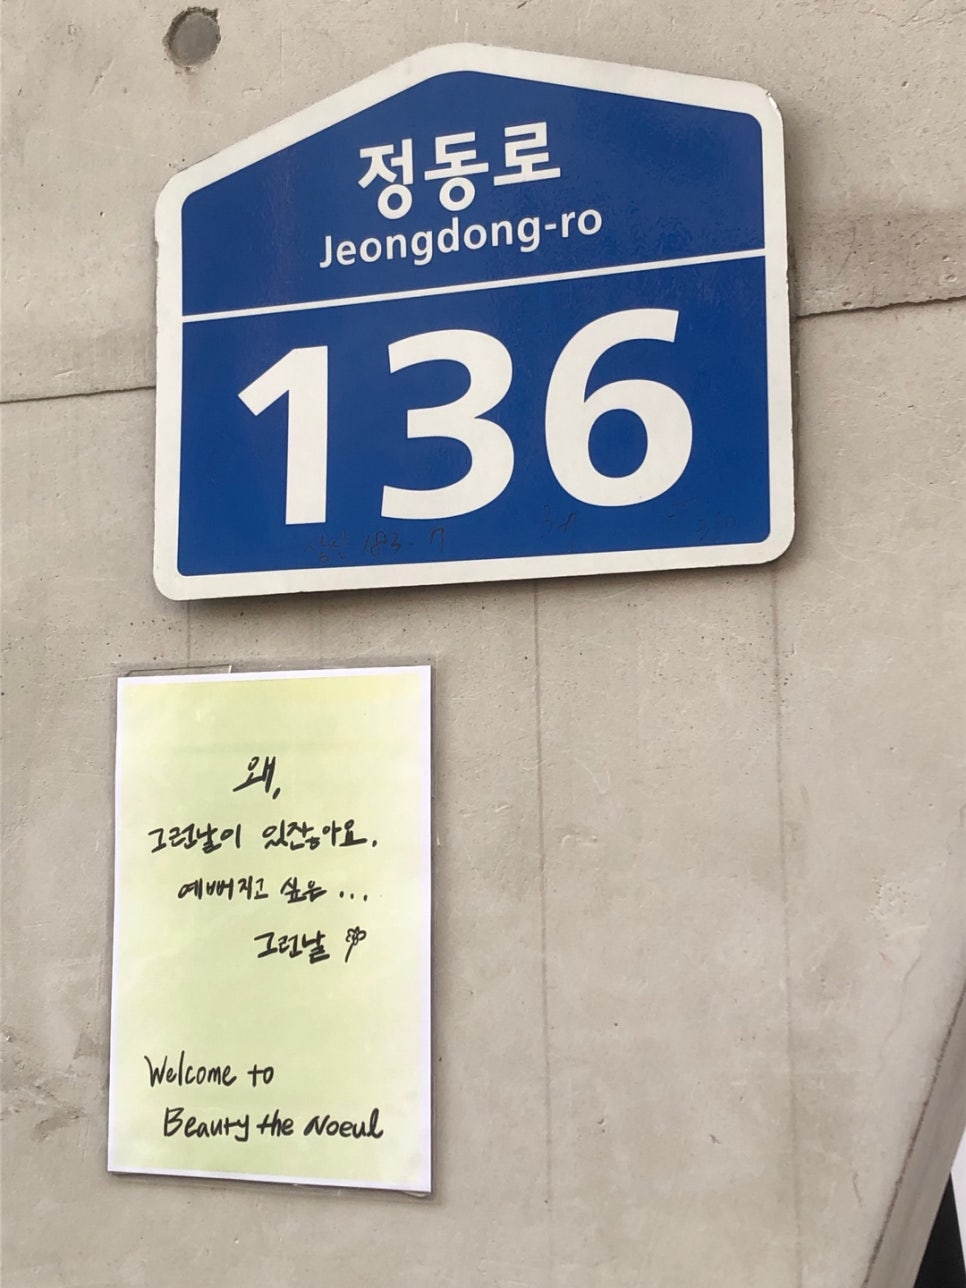 정동로
Jeongdong-ro
136
왜,
그런날이 있잖아요.
예뻐지고 싶은...
그런날
Welcome to
Beauty the Noeul